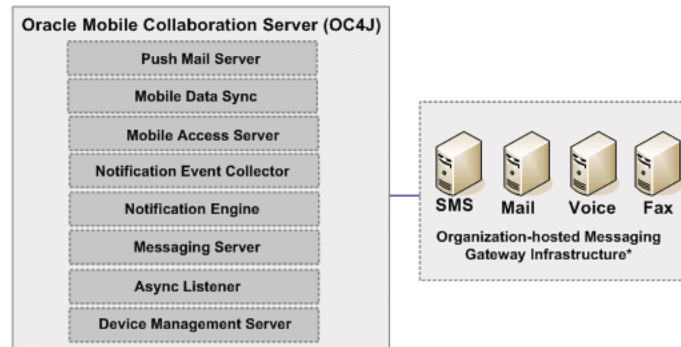 Oracle Mobile Collaboration Server (OC4J)
Push Mail Server
Mobile Data Sync
Mobile Access Server
Notification Event Collector
Notification Engine
Messaging Server
Async Listener
Device Management Server
SMS Mail Voice Fax
Organization-hosted Messaging
Gateway Infrastructure*